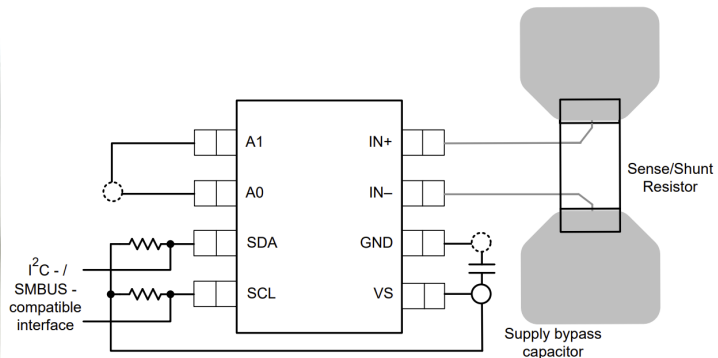 A1
IN+
A0
IN–
SDA
GND
SCL
VS
Sense/Shunt
Resistor
I²C - /
SMBUS -
compatible
interface
Supply bypass
capacitor